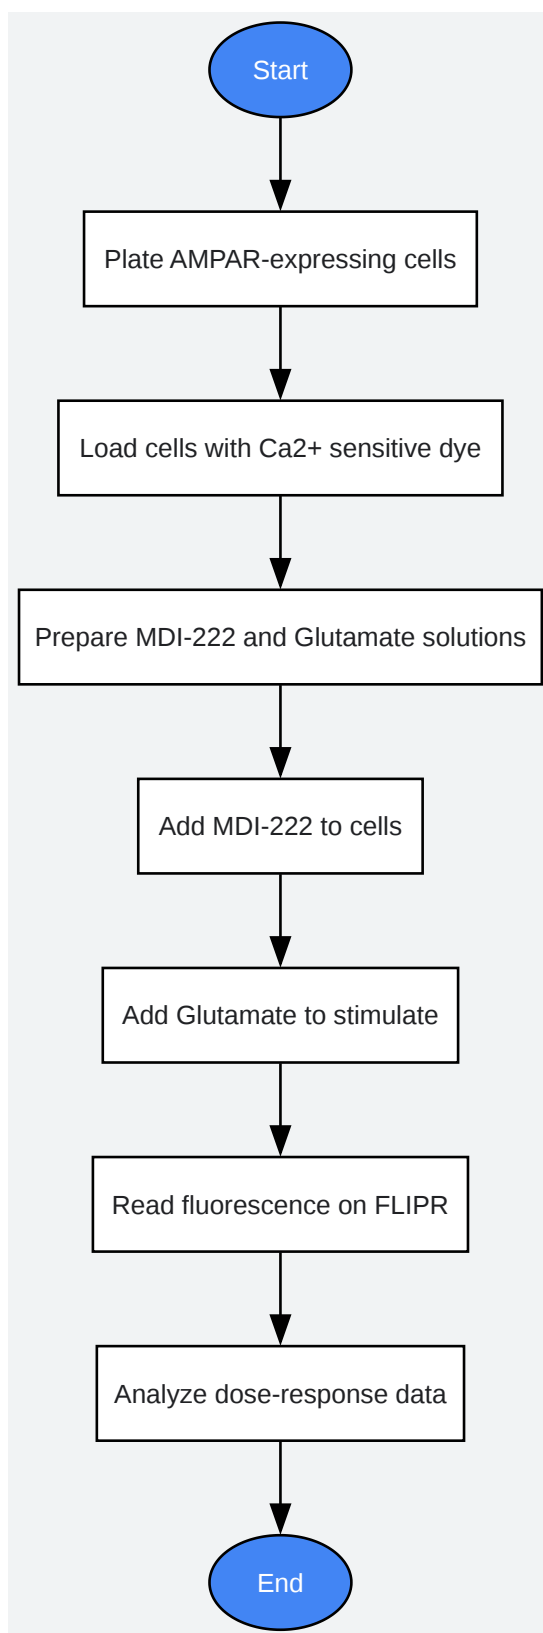 Start
Plate AMPAR-expressing cells
Load cells with Ca2+ sensitive dye
Prepare MDI-222 and Glutamate solutions
Add MDI-222 to cells
Add Glutamate to stimulate
Read fluorescence on FLIPR
Analyze dose-response data
End